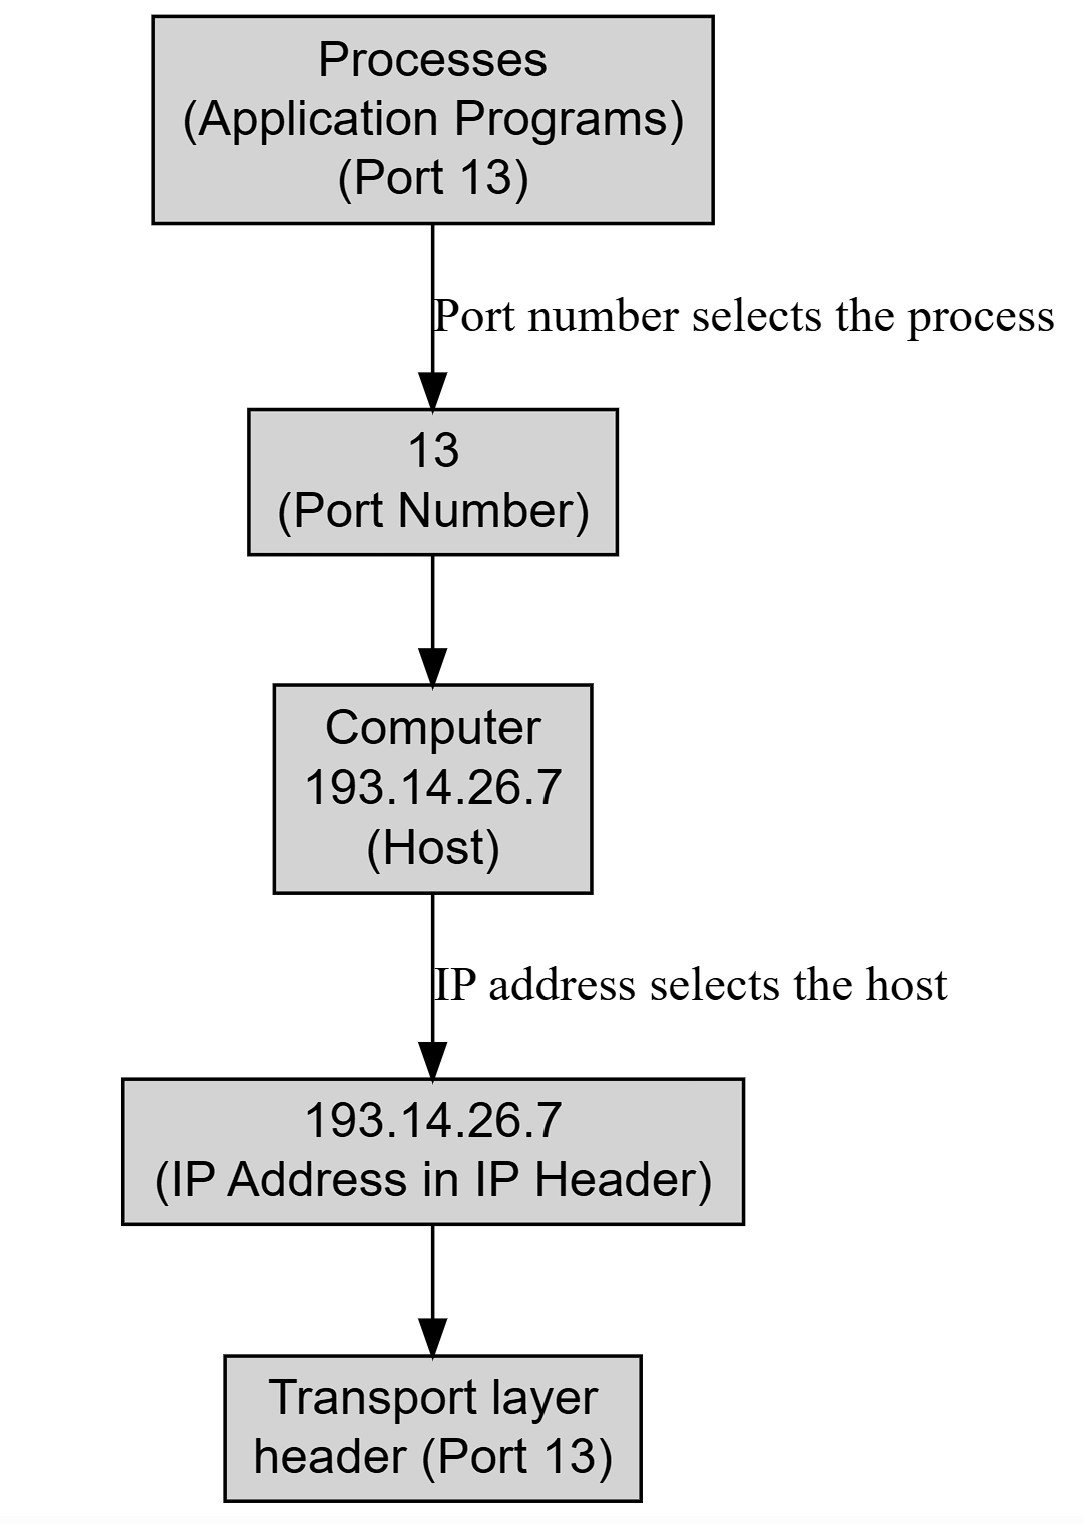 Processes
(Application Programs)
(Port 13)
Port number selects the process
13
(Port Number)
Computer
193.14.26.7
(Host)
IP address selects the host
193.14.26.7
(IP Address in IP Header)
Transport layer
header (Port 13)